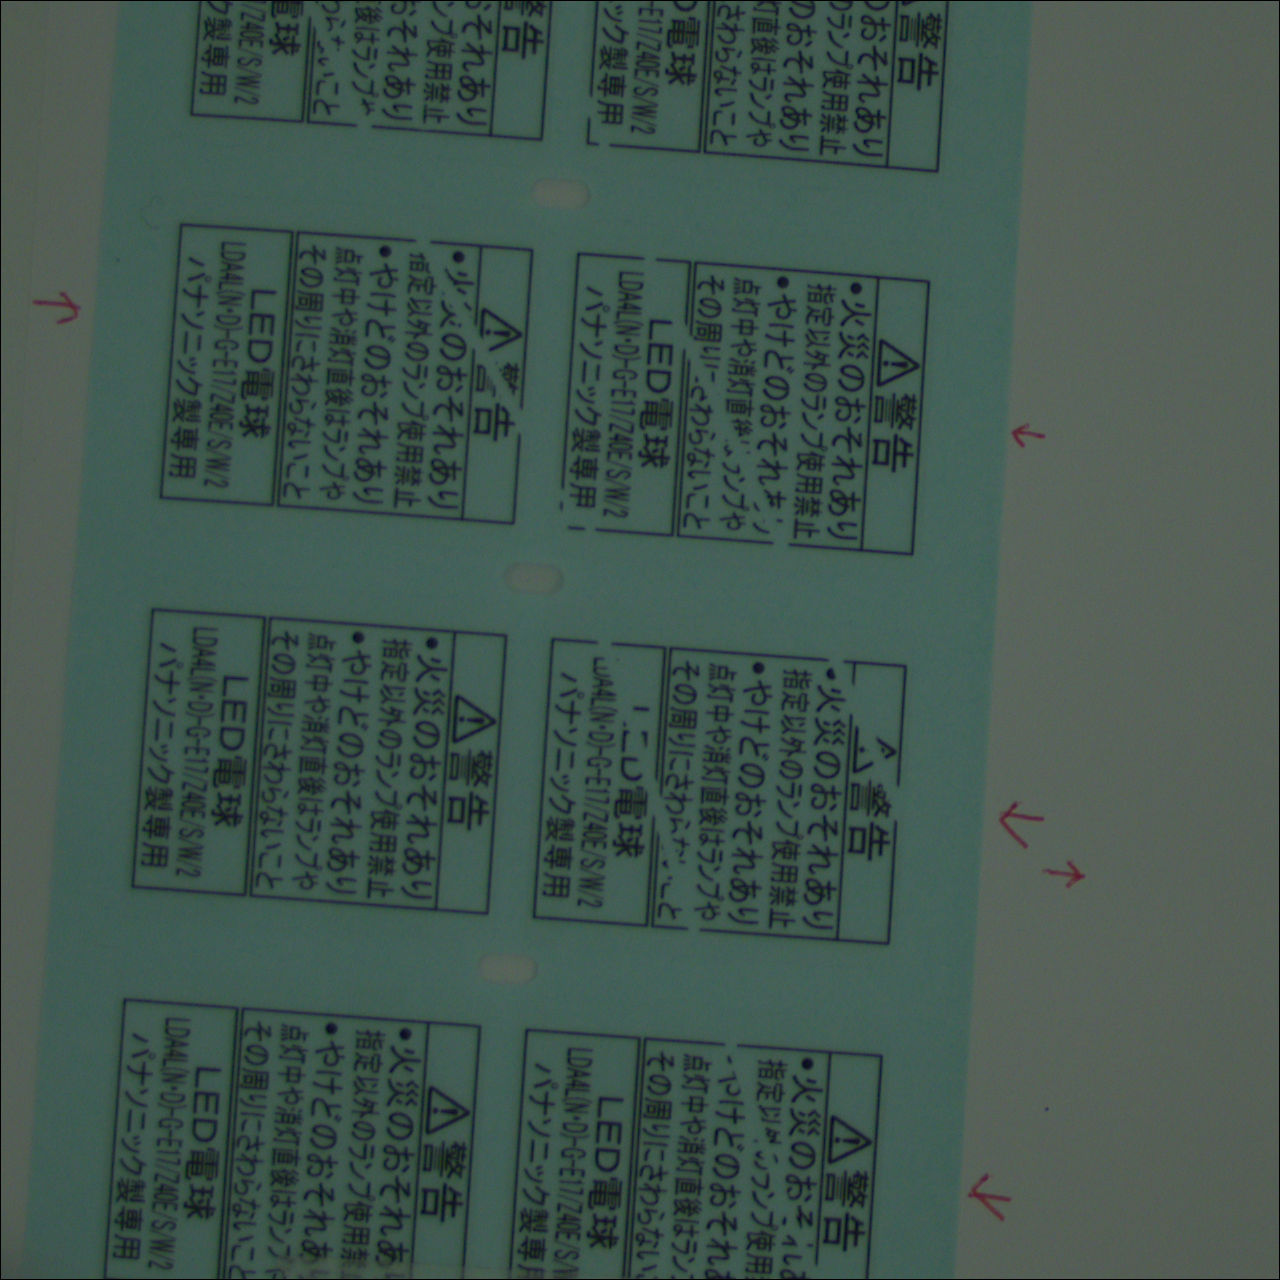 警告
おそれあり
のランプ使用禁止
のおそれあり
灯直後はランプや
さわらないこと
電球
-E17/Z40E/S/W/2
ック製専用
⚠警告
●火災のおそれあり
指定以外のランプ使用禁止
●やけどのおそれ
点灯中や消灯直 ンプや
その周り わらないこと
LED電球
LDA4L(N・D)-G-E17/Z40E/S/W/2
パナソニック製専用
警告
●火災のおそれあり
指定以外のランプ使用禁止
●やけどのおそれあり
点灯中や消灯直後はランプや
その周りにさわら と
電球
DA4L(N・D)-G-E17/Z40E/S/W/2
パナソニック製専用
⚠警告
●火災のお れあ
指定 ランプ使用
やけどのおそれあ
点灯中や消灯直後はラン
その周りにさわらない
LED電球
LDA4L(N・D)-G-E17/Z40E/S/W
パナソニック製専用
警告
おそれあり
ランプ使用禁止
おそれあり
後はランプや
いこと
電球
17/Z40E/S/W/2
ク製専用
⚠警告
●火災のおそれあり
指定以外のランプ使用禁止
●やけどのおそれあり
点灯中や消灯直後はランプや
その周りにさわらないこと
LED電球
LDA4L(N・D)-G-E17/Z40E/S/W/2
パナソニック製専用
⚠警告
●火災のおそれあり
指定以外のランプ使用禁止
●やけどのおそれあり
点灯中や消灯直後はランプや
その周りにさわらないこと
LED電球
LDA4L(N・D)-G-E17/Z40E/S/W/2
パナソニック製専用
⚠警告
●火災のおそれあ
指定以外のランプ使用禁
●やけどのおそれあ
点灯中や消灯直後はランプ
その周りにさわらないこと
LED電球
LDA4L(N・D)-G-E17/Z40E/S/W/2
パナソニック製専用